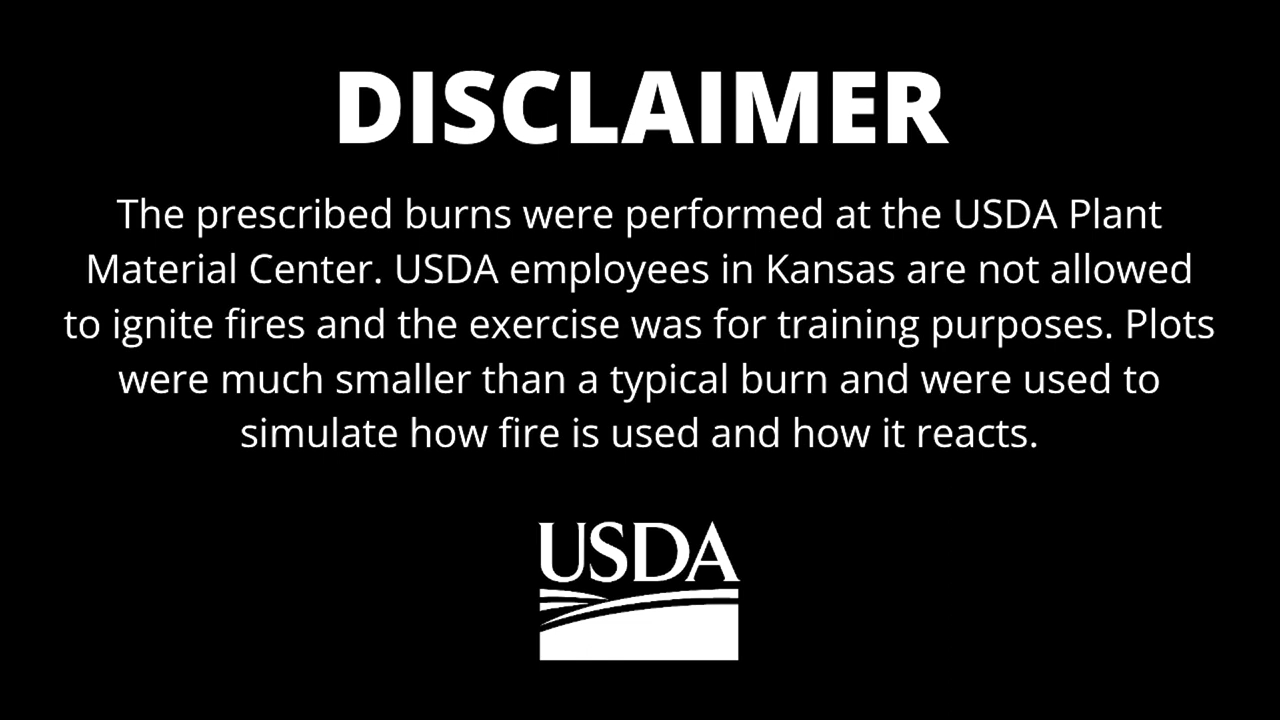 DISCLAIMER
The prescribed burns were performed at the USDA Plant
Material Center. USDA employees in Kansas are not allowed
to ignite fires and the exercise was for training purposes. Plots
were much smaller than a typical burn and were used to
simulate how fire is used and how it reacts.
USDA